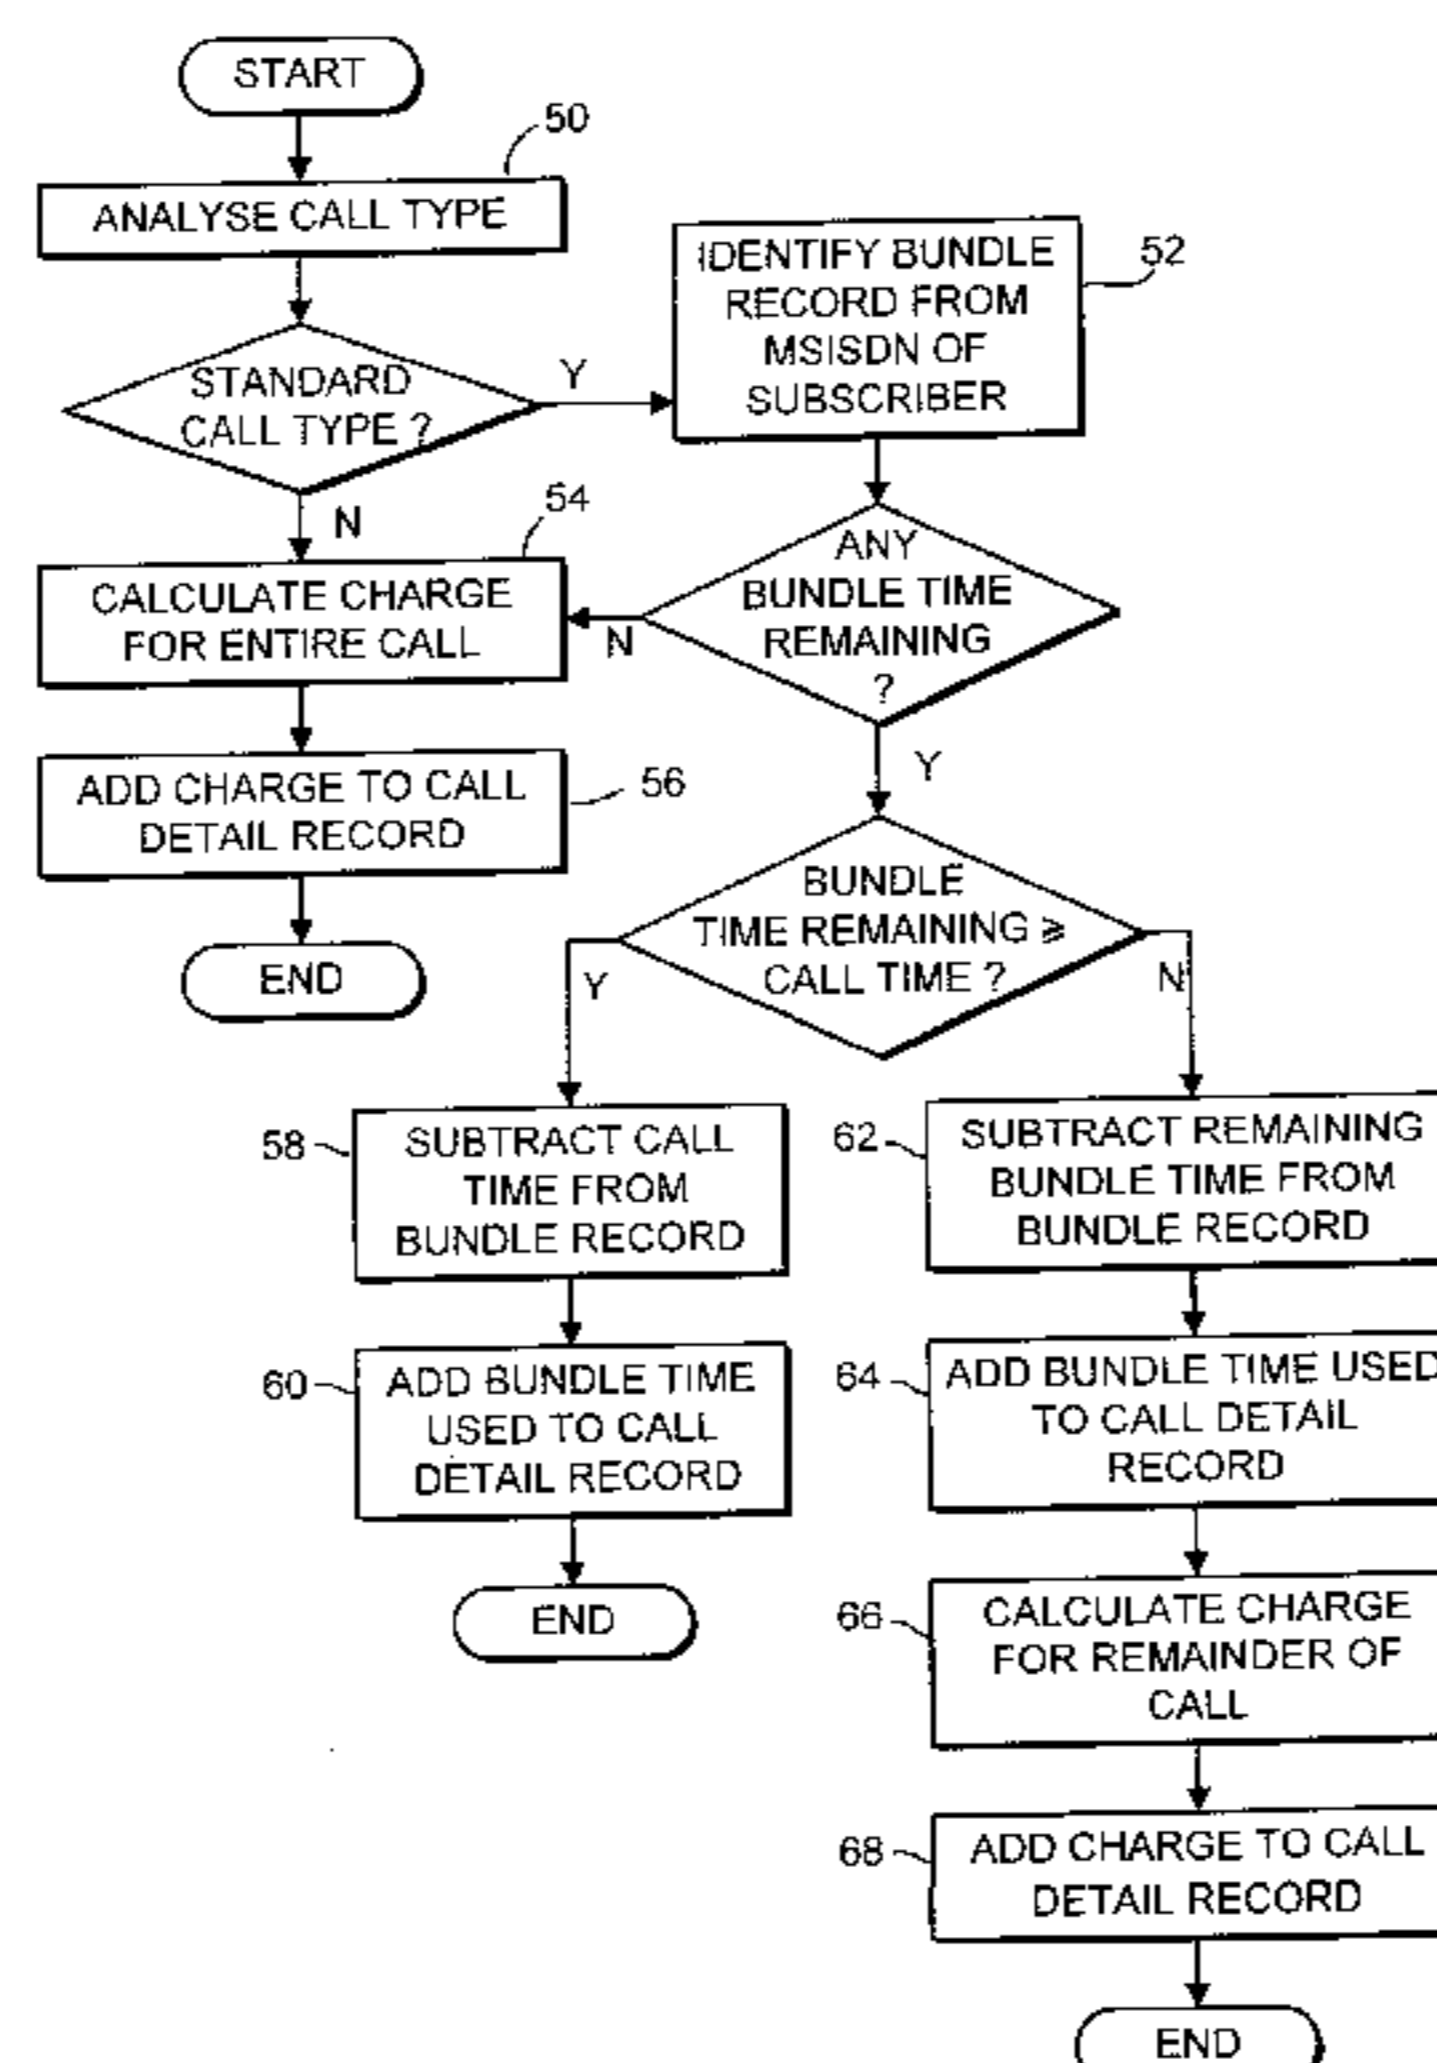 START
50
ANALYSE CALL TYPE
STANDARD
CALL TYPE ?
Y
N
IDENTIFY BUNDLE
RECORD FROM
MSISDN OF
SUBSCRIBER
52
54
CALCULATE CHARGE
FOR ENTIRE CALL
ANY
BUNDLE TIME
REMAINING
?
N
Y
ADD CHARGE TO CALL
DETAIL RECORD
56
END
BUNDLE
TIME REMAINING ⩾
CALL TIME ?
Y
N
58
SUBTRACT CALL
TIME FROM
BUNDLE RECORD
60
ADD BUNDLE TIME
USED TO CALL
DETAIL RECORD
END
62
SUBTRACT REMAINING
BUNDLE TIME FROM
BUNDLE RECORD
64
ADD BUNDLE TIME USED
TO CALL DETAIL
RECORD
66
CALCULATE CHARGE
FOR REMAINDER OF
CALL
68
ADD CHARGE TO CALL
DETAIL RECORD
END